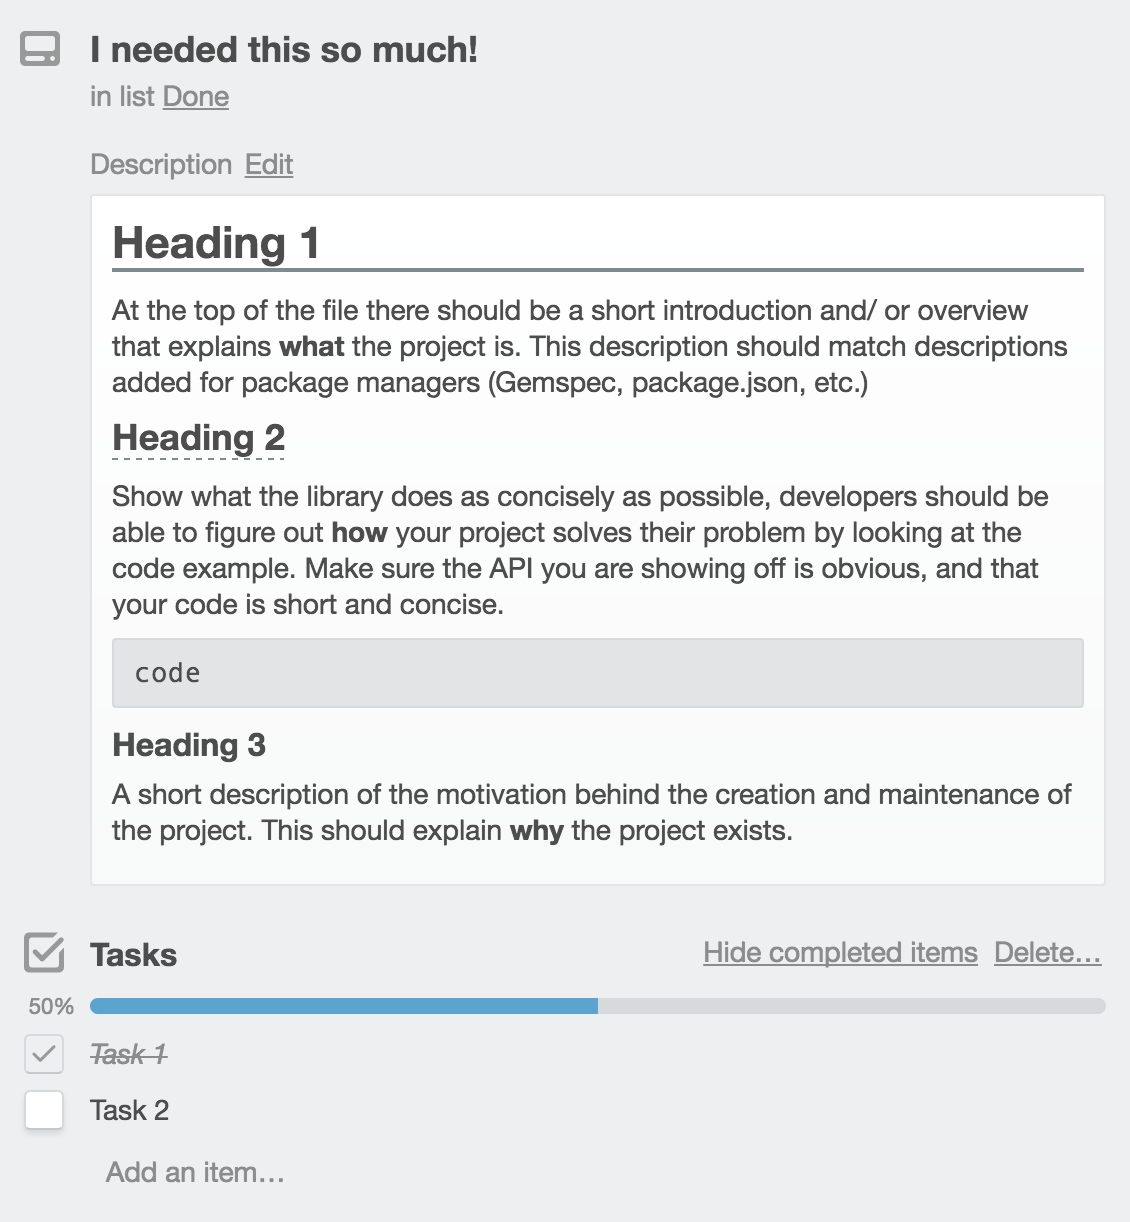 I needed this so much!
in list Done
Description Edit
Heading 1
At the top of the file there should be a short introduction and/ or overview
that explains what the project is. This description should match descriptions
added for package managers (Gemspec, package.json, etc.)
Heading 2
Show what the library does as concisely as possible, developers should be
able to figure out how your project solves their problem by looking at the
code example. Make sure the API you are showing off is obvious, and that
your code is short and concise.
code
Heading 3
A short description of the motivation behind the creation and maintenance of
the project. This should explain why the project exists.
Tasks Hide completed items Delete…
50%
Task 1
Task 2
Add an item…